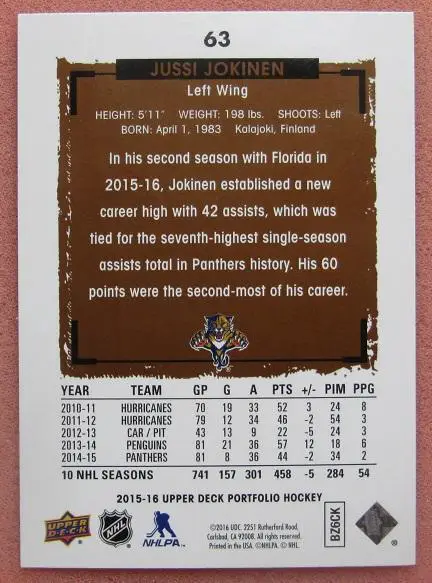 63
JUSSI JOKINEN
Left Wing
HEIGHT: 5'11" WEIGHT: 198 lbs. SHOOTS: Left
BORN: April 1, 1983 Kalajoki, Finland
In his second season with Florida in
2015-16, Jokinen established a new
career high with 42 assists, which was
tied for the seventh-highest single-season
assists total in Panthers history. His 60
points were the second-most of his career.
YEAR TEAM GP G A PTS +/- PIM PPG
2010-11 HURRICANES 70 19 33 52 3 24 8
2011-12 HURRICANES 79 12 34 46 -2 54 3
2012-13 CAR / PIT 43 13 9 22 -5 24 3
2013-14 PENGUINS 81 21 36 57 12 18 6
2014-15 PANTHERS 81 8 36 44 -2 34 2
10 NHL SEASONS 741 157 301 458 -5 284 54
2015-16 UPPER DECK PORTFOLIO HOCKEY
UPPER DECK
NHL
NHLPA™
©2016 UDC. 2251 Rutherford Road,
Carlsbad, CA 92008. All rights reserved.
Printed in the USA. ©NHLPA. © NHL.
BZ6CK
®